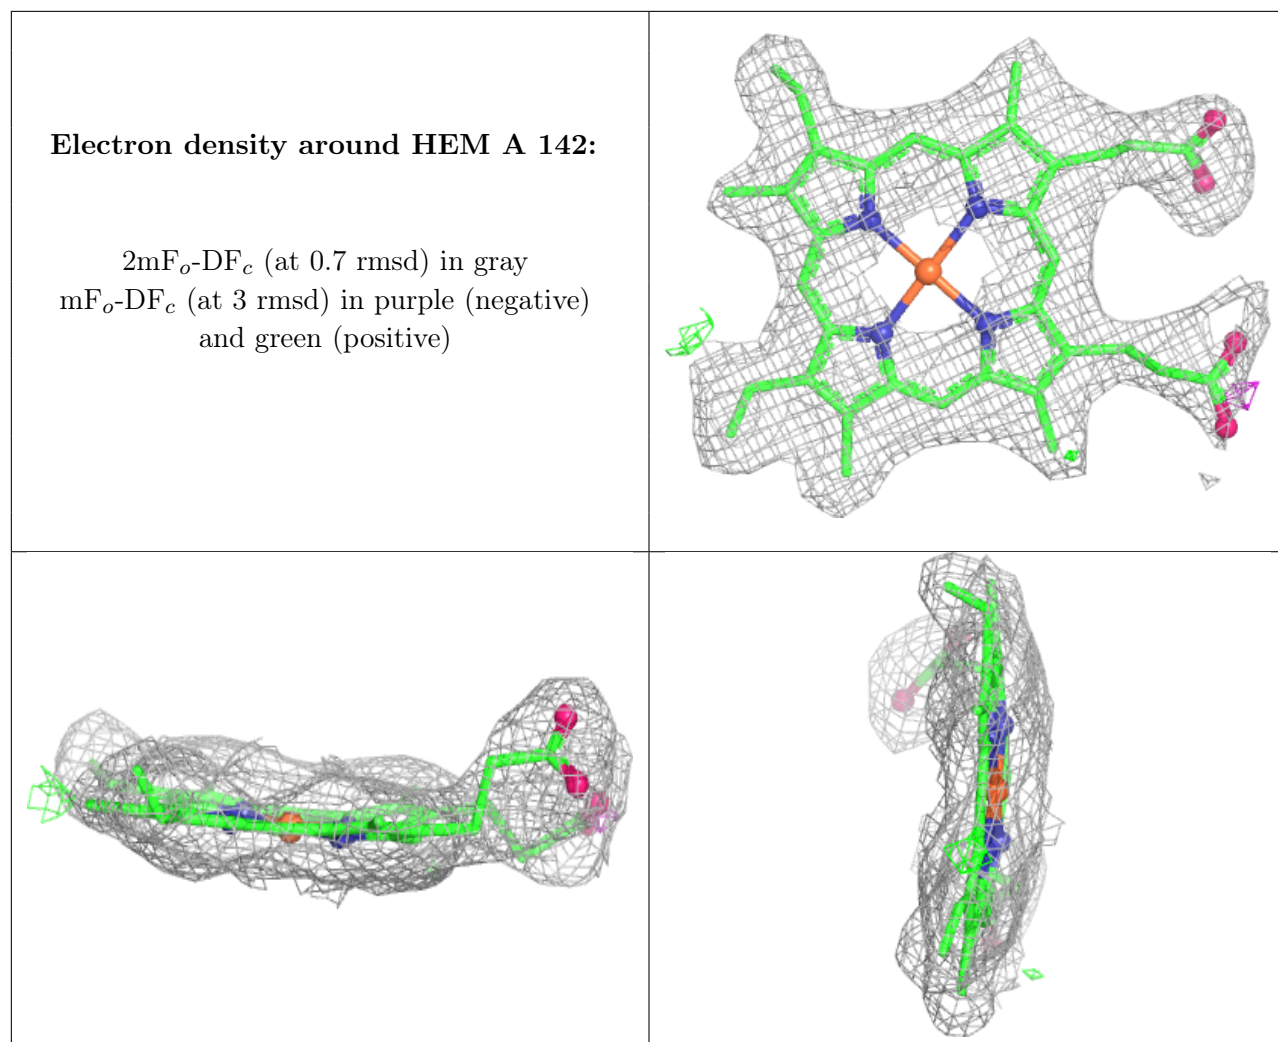 Electron density around HEM A 142:
2mFo-DFc (at 0.7 rmsd) in gray
mFo-DFc (at 3 rmsd) in purple (negative)
and green (positive)